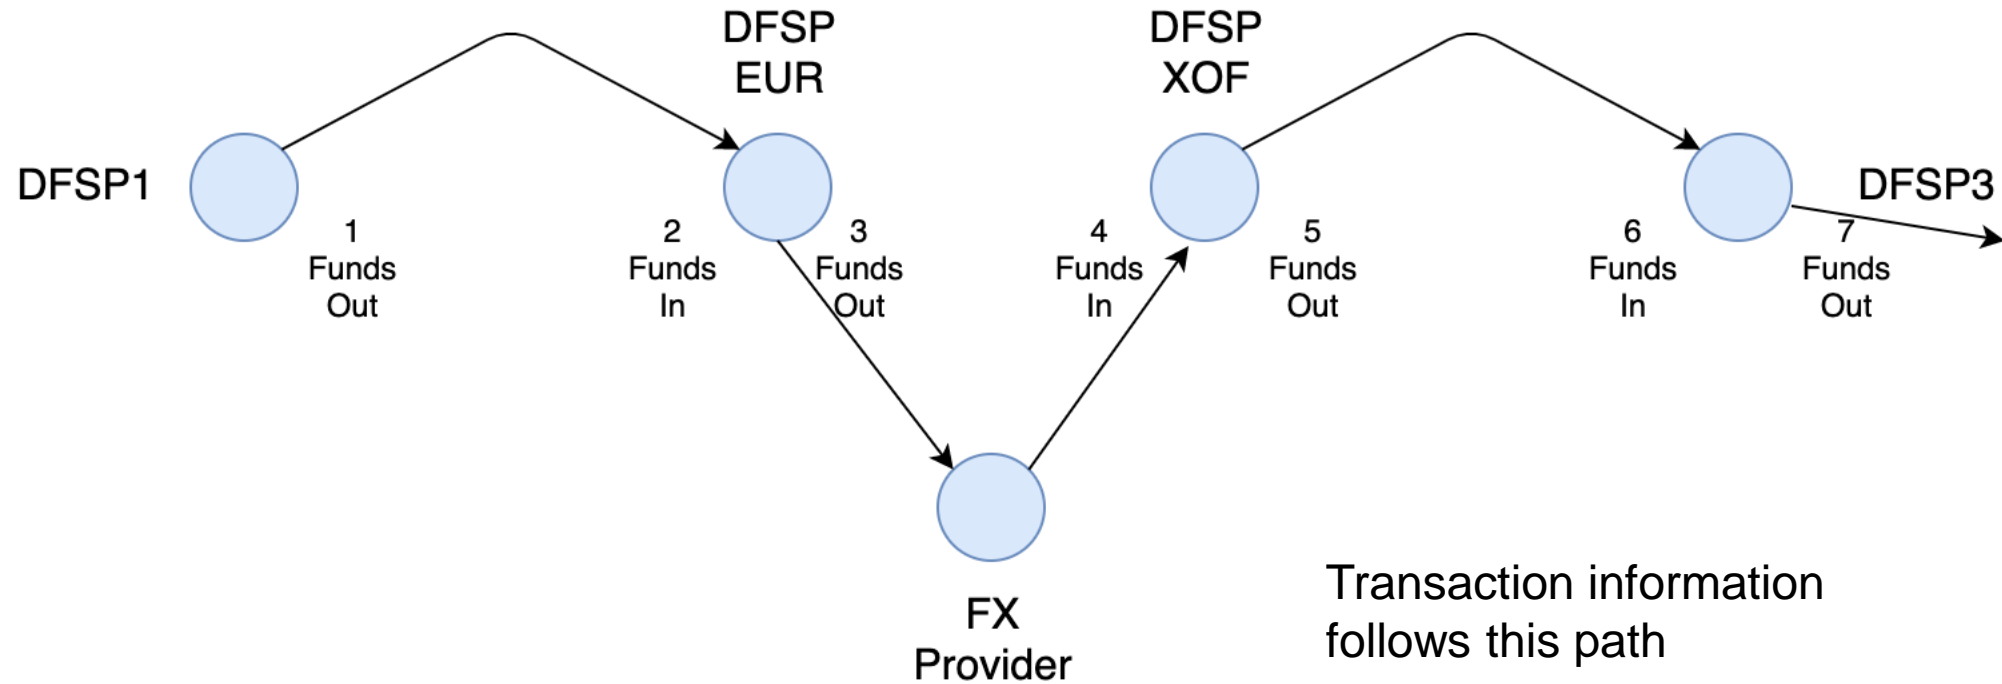 DFSP
EUR
DFSP
XOF
DFSP1
DFSP3
1
Funds
Out
2
Funds
In
3
Funds
Out
4
Funds
In
5
Funds
Out
6
Funds
In
7
Funds
Out
FX
Provider
Transaction information
follows this path